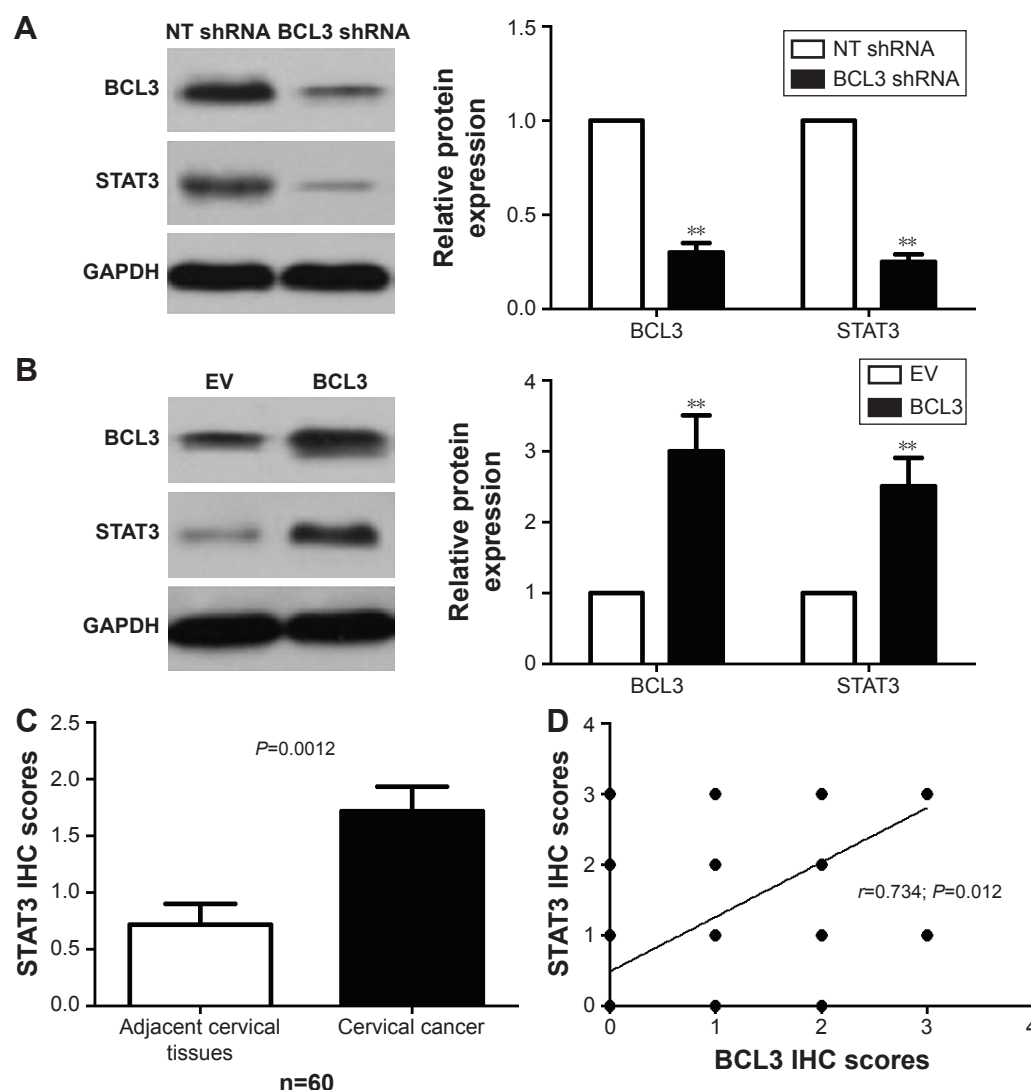 A
NT shRNA BCL3 shRNA
BCL3
STAT3
GAPDH
Relative protein
expression
1.5
1.0
0.5
0.0
NT shRNA
BCL3 shRNA
**
**
BCL3
STAT3
B
EV
BCL3
BCL3
STAT3
GAPDH
Relative protein
expression
4
3
2
1
0
EV
BCL3
**
**
BCL3
STAT3
C
STAT3 IHC scores
2.5
2.0
1.5
1.0
0.5
0.0
P=0.0012
Adjacent cervical
tissues
Cervical cancer
n=60
D
STAT3 IHC scores
4
3
2
1
0
r=0.734; P=0.012
0
1
2
3
4
BCL3 IHC scores